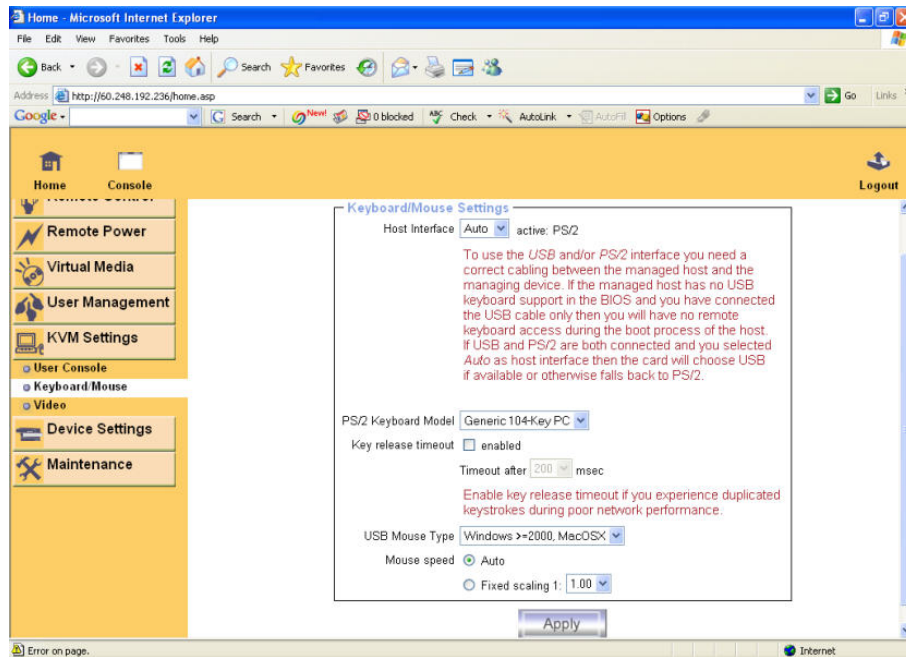 Home - Microsoft Internet Explorer
File Edit View Favorites Tools Help
Back Search Favorites
Address http://60.248.192.236/home.asp Go Links
Google Search New! 0 blocked Check AutoLink AutoFill Options
Home Console Logout
Remote Control
Remote Power
Virtual Media
User Management
KVM Settings
User Console
Keyboard/Mouse
Video
Device Settings
Maintenance
Keyboard/Mouse Settings
Host Interface Auto active: PS/2
To use the USB and/or PS/2 interface you need a
correct cabling between the managed host and the
managing device. If the managed host has no USB
keyboard support in the BIOS and you have connected
the USB cable only then you will have no remote
keyboard access during the boot process of the host.
If USB and PS/2 are both connected and you selected
Auto as host interface then the card will choose USB
if available or otherwise falls back to PS/2.
PS/2 Keyboard Model Generic 104-Key PC
Key release timeout enabled
Timeout after 200 msec
Enable key release timeout if you experience duplicated
keystrokes during poor network performance.
USB Mouse Type Windows >=2000, MacOSX
Mouse speed Auto
Fixed scaling 1: 1.00
Apply
Error on page. Internet